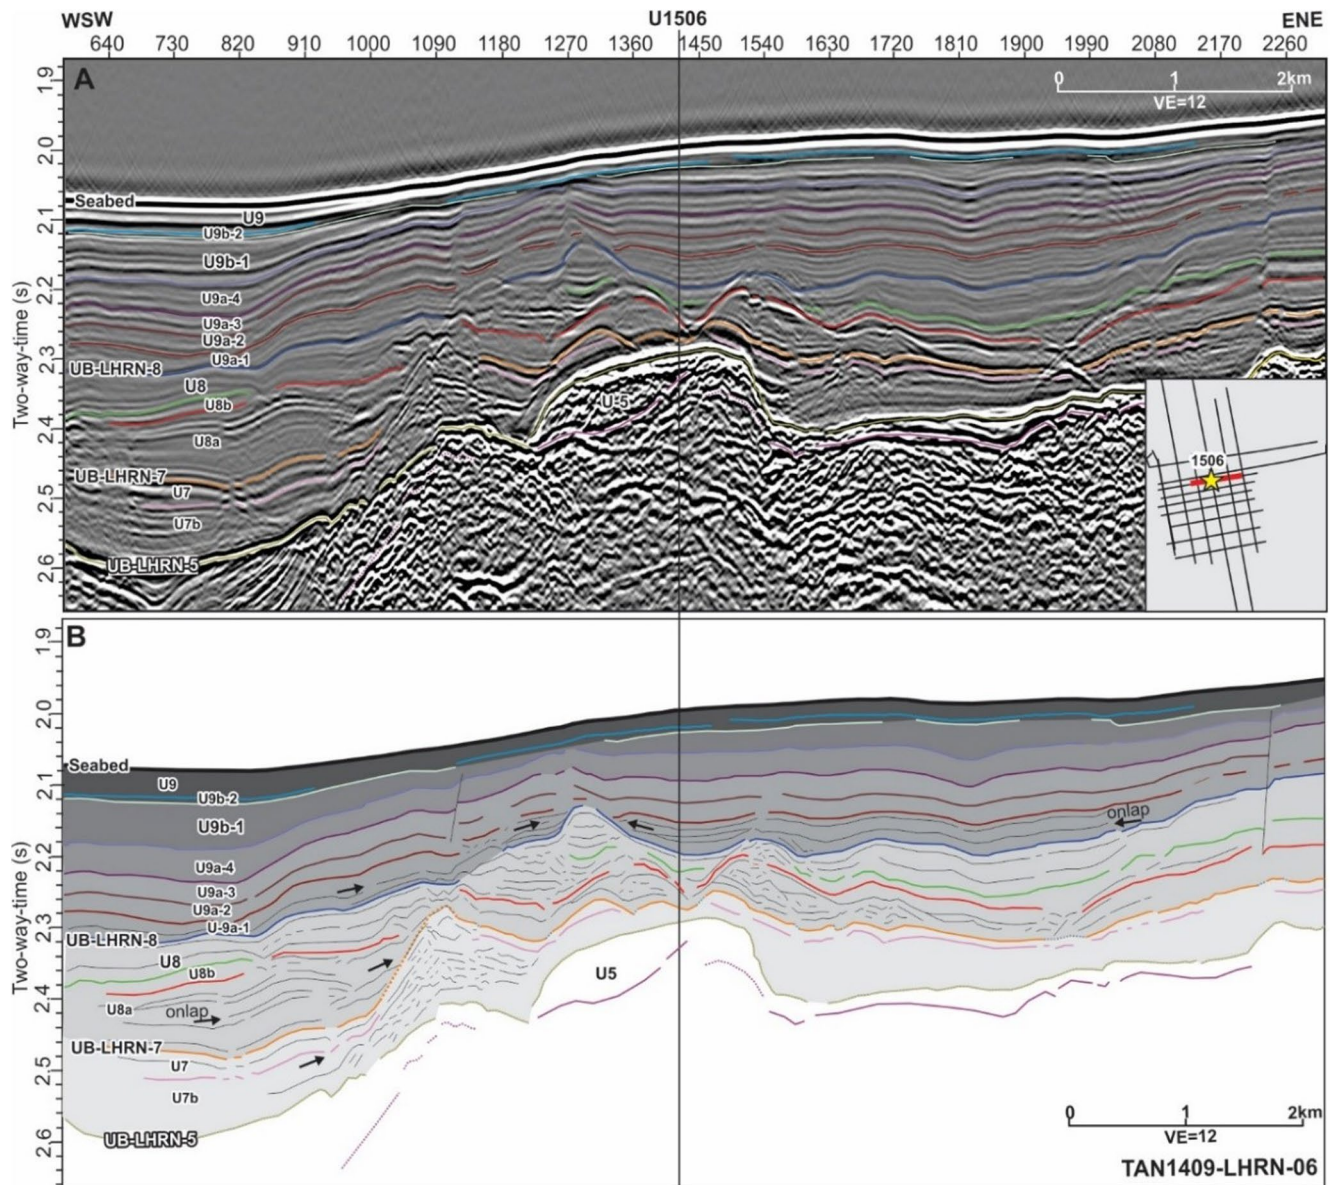 WSW U1506 ENE
640 730 820 910 1000 1090 1180 1270 1360 1450 1540 1630 1720 1810 1900 1990 2080 2170 2260
A
0 1 2km
VE=12
1,9
2,0
2,1
2,2
2,3
2,4
2,5
2,6
Two-way-time (s)
Seabed
U9
U9b-2
U9b-1
U9a-4
U9a-3
U9a-2
U9a-1
UB-LHRN-8
U8
U8b
U8a
UB-LHRN-7
U7
U7b
UB-LHRN-5
U-5
1506
B
1,9
2,0
2,1
2,2
2,3
2,4
2,5
2,6
Two-way-time (s)
Seabed
U9
U9b-2
U9b-1
U9a-4
U9a-3
U9a-2
U-9a-1
UB-LHRN-8
U8
U8b
U8a
onlap
UB-LHRN-7
U7
U7b
UB-LHRN-5
onlap
U5
0 1 2km
VE=12
TAN1409-LHRN-06